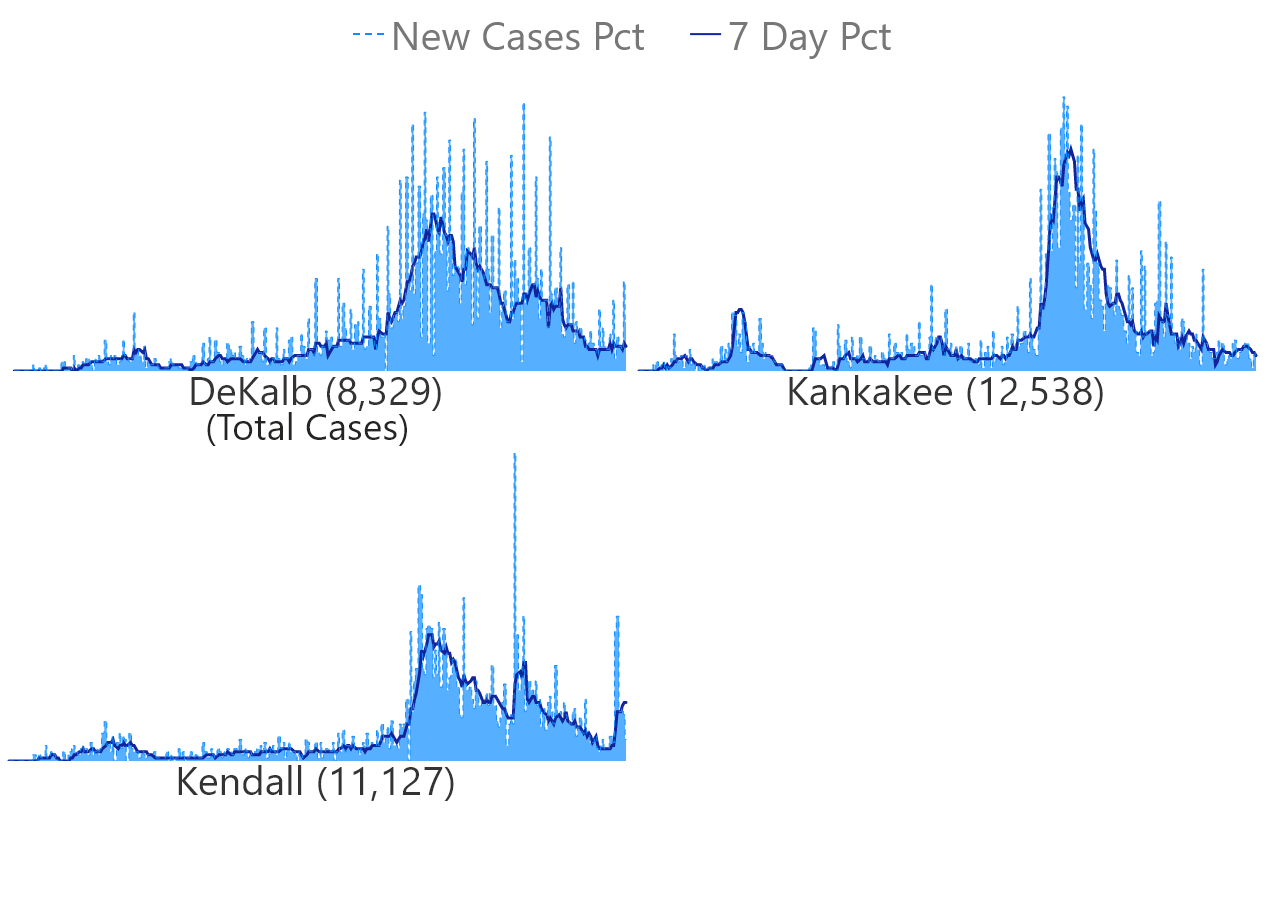 New Cases Pct 7 Day Pct
DeKalb (8,329)
(Total Cases)
Kankakee (12,538)
Kendall (11,127)